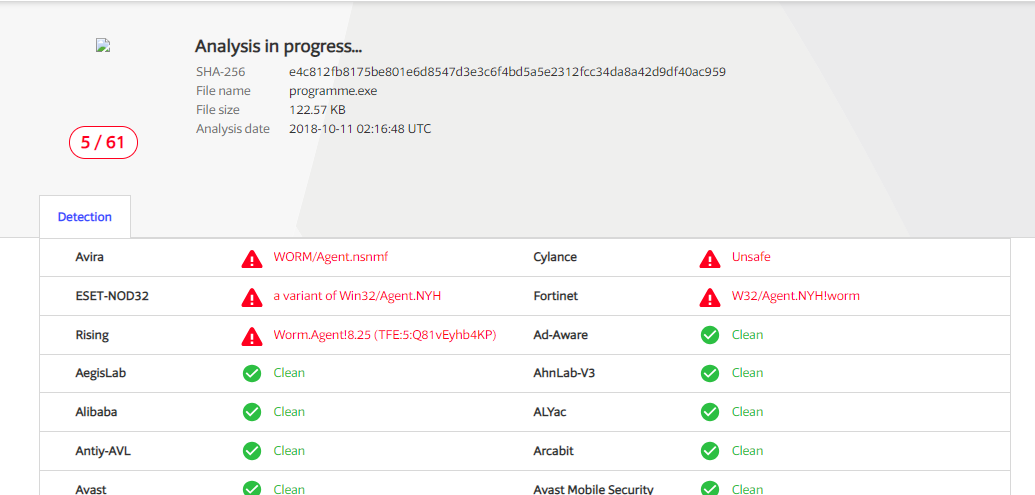 Analysis in progress...
SHA-256 e4c812fb8175be801e6d8547d3e3c6f4bd5a5e2312fcc34da8a42d9df40ac959
File name programme.exe
File size 122.57 KB
Analysis date 2018-10-11 02:16:48 UTC
5 / 61
Detection
Avira WORM/Agent.nsnmf Cylance Unsafe
ESET-NOD32 a variant of Win32/Agent.NYH Fortinet W32/Agent.NYH!worm
Rising Worm.Agent!8.25 (TFE:5:Q81vEyhb4KP) Ad-Aware Clean
AegisLab Clean AhnLab-V3 Clean
Alibaba Clean ALYac Clean
Antiy-AVL Clean Arcabit Clean
Avast Clean Avast Mobile Security Clean